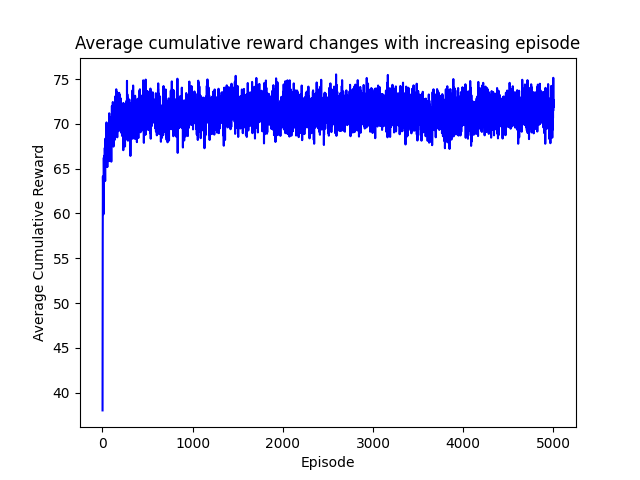 Average cumulative reward changes with increasing episode
75
70
65
60
55
50
45
40
Average Cumulative Reward
0 1000 2000 3000 4000 5000
Episode